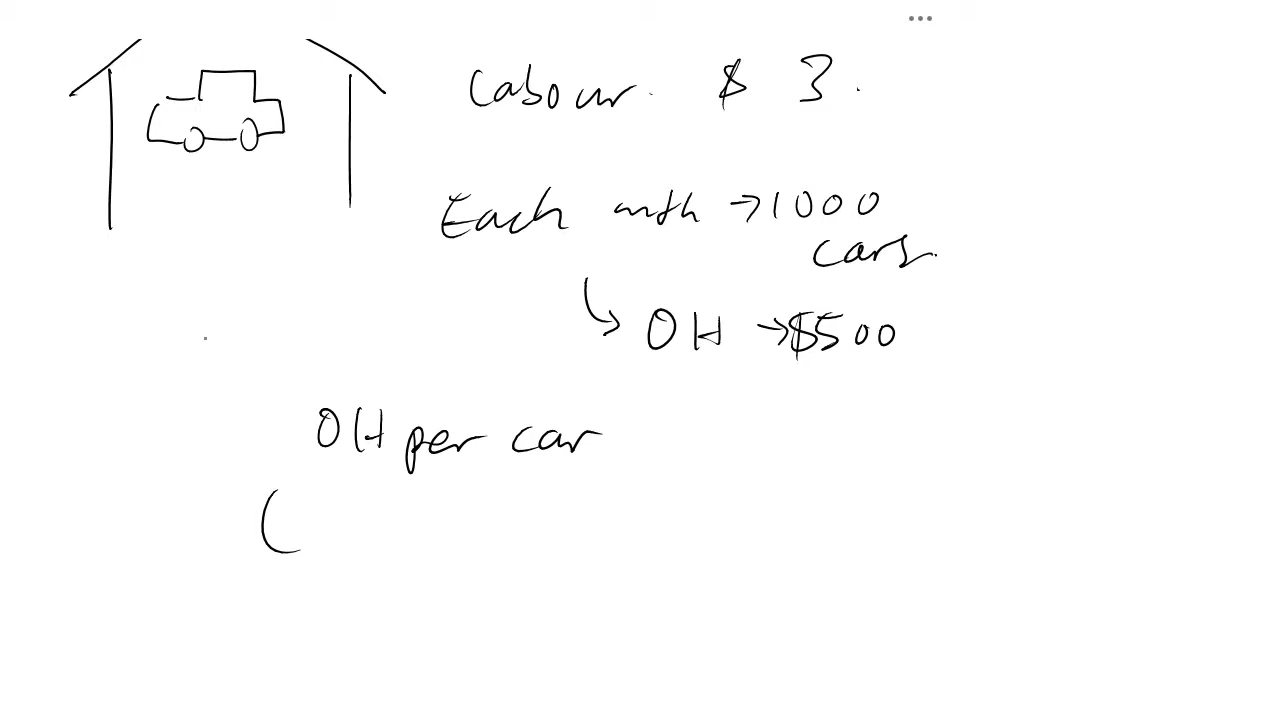 Labour. $ 3.
Each mth →1000
cars.
↳ OH →$500
OH per car
(